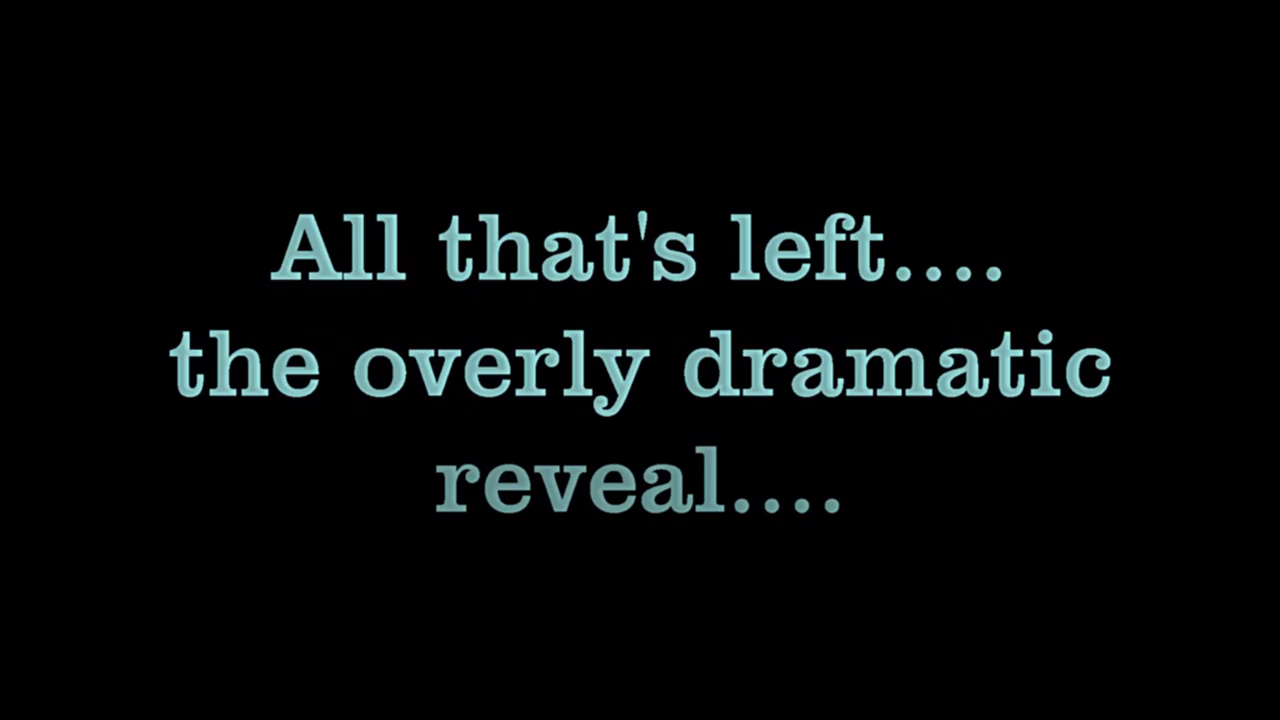 All that's left....
the overly dramatic
reveal....